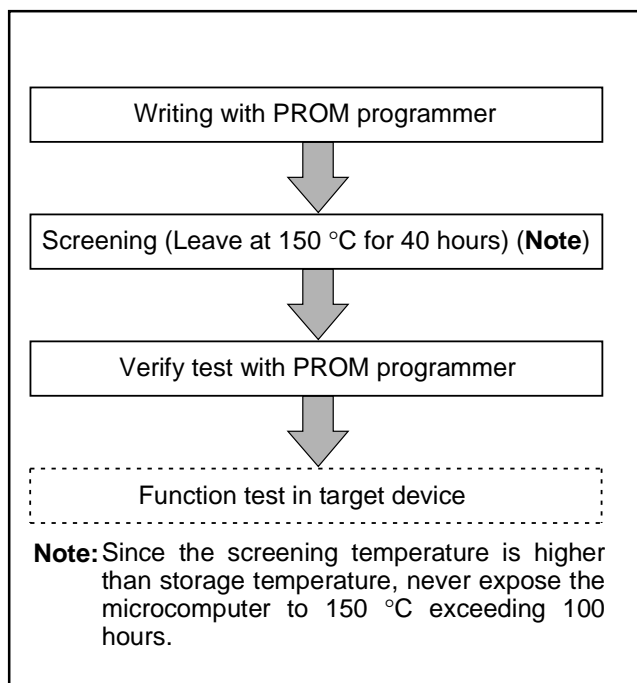 Writing with PROM programmer
Screening (Leave at 150 °C for 40 hours) (Note)
Verify test with PROM programmer
Function test in target device
Note: Since the screening temperature is higher
than storage temperature, never expose the
microcomputer to 150 °C exceeding 100
hours.